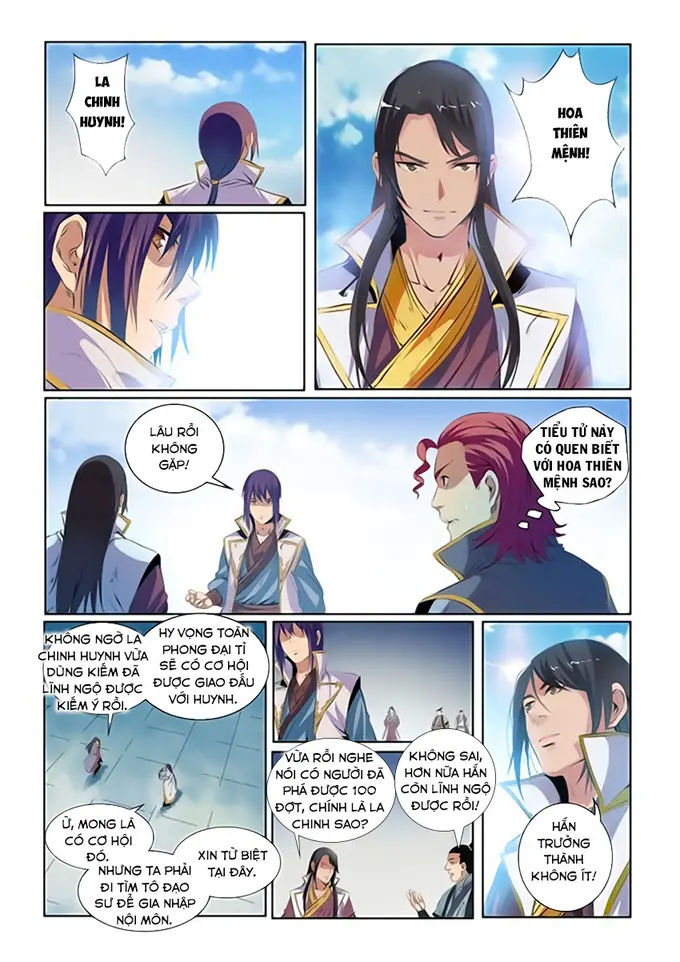 LA
CHINH
HUYNH!
HOA
THIÊN
MỆNH!
LÂU RỒI
KHÔNG
GẶP!
TIỂU TỬ NÀY
CÓ QUEN BIẾT
VỚI HOA THIÊN
MỆNH SAO?
KHÔNG NGỜ LA
CHINH HUYNH VỪA
DÙNG KIẾM ĐÃ
LĨNH NGỘ ĐƯỢC
KIẾM Ý RỒI.
HY VỌNG TOÀN
PHONG ĐẠI TỈ
SẼ CÓ CƠ HỘI
ĐƯỢC GIAO ĐẤU
VỚI HUYNH.
Ừ, MONG LÀ
CÓ CƠ HỘI
ĐÓ.
NHƯNG TA PHẢI
ĐI TÌM TÔ ĐẠO
SƯ ĐỂ GIA NHẬP
NỘI MÔN.
XIN TỪ BIỆT
TẠI ĐÂY.
VỪA RỒI NGHE
NÓI CÓ NGƯỜI ĐÃ
PHÁ ĐƯỢC 100
ĐỢT, CHÍNH LÀ LA
CHINH SAO?
KHÔNG SAI,
HƠN NỮA HẮN
CÒN LĨNH NGỘ
ĐƯỢC RỒI!
HẮN
TRƯỞNG
THÀNH
KHÔNG ÍT!